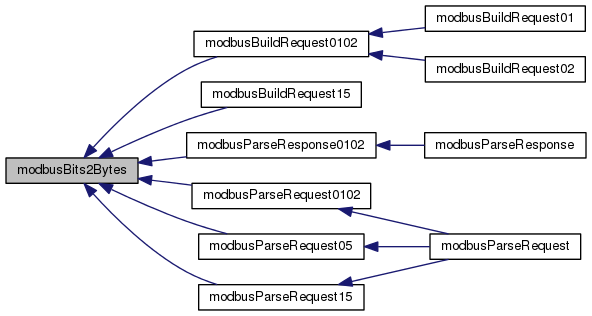 modbusBits2Bytes
modbusBuildRequest0102
modbusBuildRequest01
modbusBuildRequest02
modbusBuildRequest15
modbusParseResponse0102
modbusParseResponse
modbusParseRequest0102
modbusParseRequest05
modbusParseRequest
modbusParseRequest15